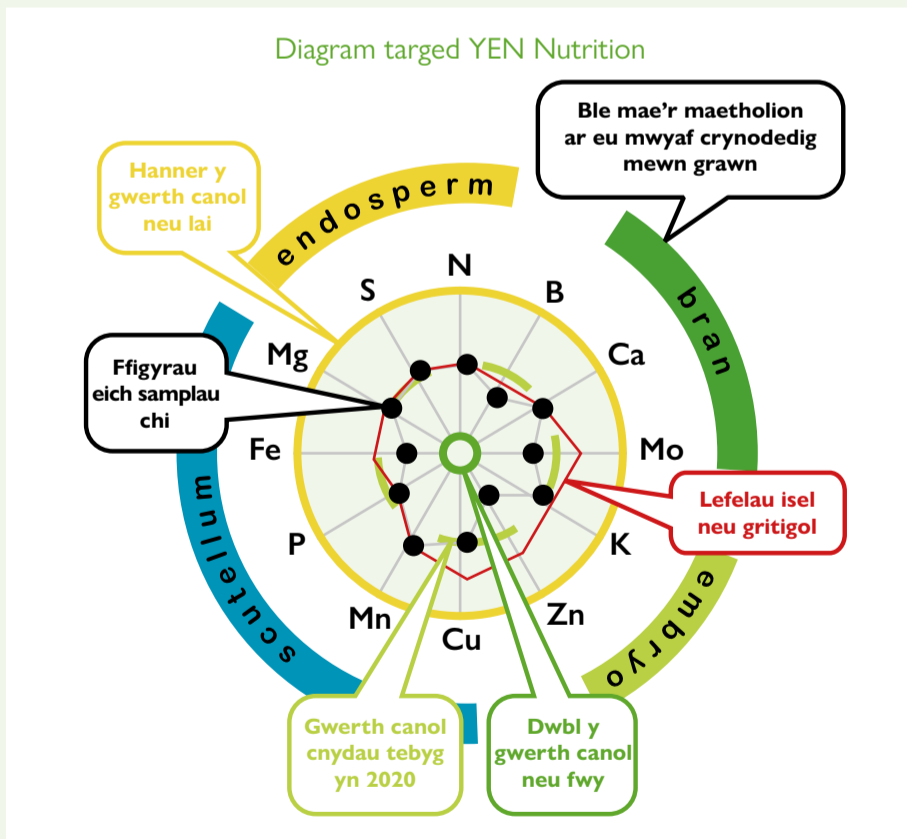 Diagram targed YEN Nutrition
Ble mae'r maetholion
ar eu mwyaf crynodedig
mewn grawn
Hanner y
gwerth canol
neu lai
endosperm
bran
N
B
Ca
Mo
K
Zn
Cu
Mn
P
Fe
Mg
S
Ffigyrau
eich samplau
chi
Lefelau isel
neu gritigol
scutellum
embryo
Gwerth canol
cnydau tebyg
yn 2020
Dwbl y
gwerth canol
neu fwy